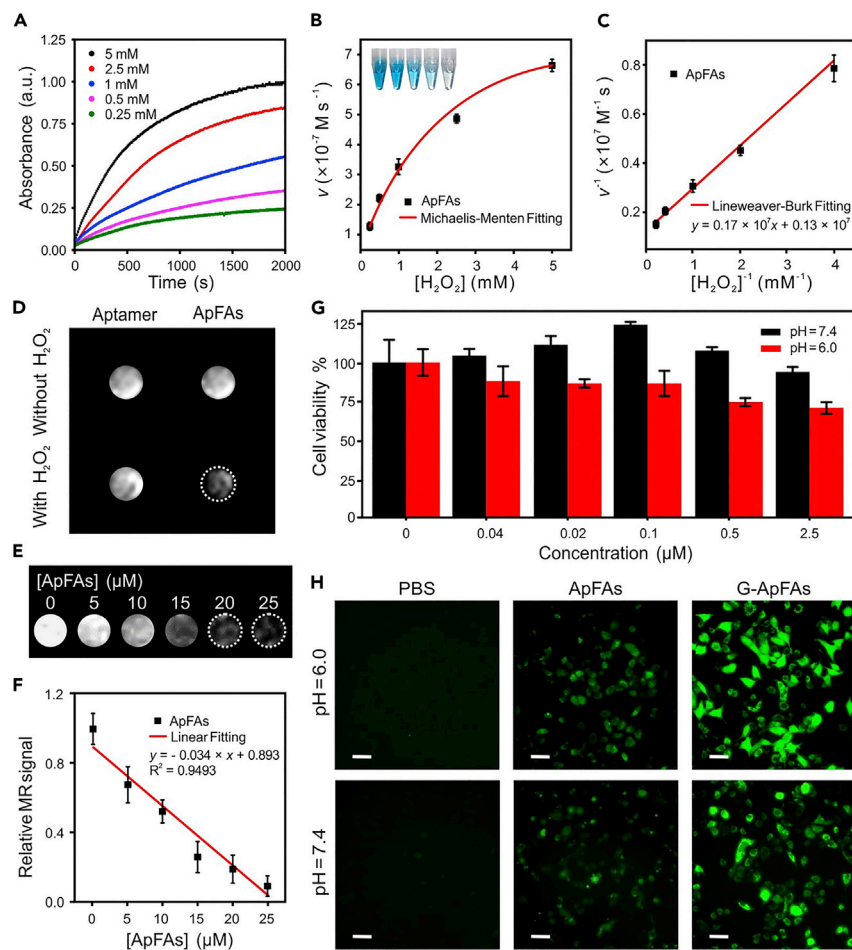 A
Absorbance (a.u.)
1.25
1.00
0.75
0.50
0.25
0.00
5 mM
2.5 mM
1 mM
0.5 mM
0.25 mM
0 500 1000 1500 2000
Time (s)
B
v (×10⁻⁷ M s⁻¹)
7
6
5
4
3
2
1
ApFAs
Michaelis-Menten Fitting
0 1 2 3 4 5
[H₂O₂] (mM)
C
v⁻¹ (×10⁻⁷ M⁻¹ s)
0.8
0.6
0.4
0.2
ApFAs
Lineweaver-Burk Fitting
y = 0.17 × 10⁷x + 0.13 × 10⁷
0 1 2 3 4
[H₂O₂]⁻¹ (mM⁻¹)
D
Aptamer ApFAs
Without H₂O₂
With H₂O₂
E
[ApFAs] (µM)
0 5 10 15 20 25
F
Relative MR signal
1.2
0.8
0.4
0.0
ApFAs
Linear Fitting
y = - 0.034 × x + 0.893
R² = 0.9493
0 5 10 15 20 25
[ApFAs] (µM)
G
Cell viability %
125
100
75
50
25
0
pH = 7.4
pH = 6.0
0 0.04 0.02 0.1 0.5 2.5
Concentration (µM)
H
PBS ApFAs G-ApFAs
pH = 6.0
pH = 7.4